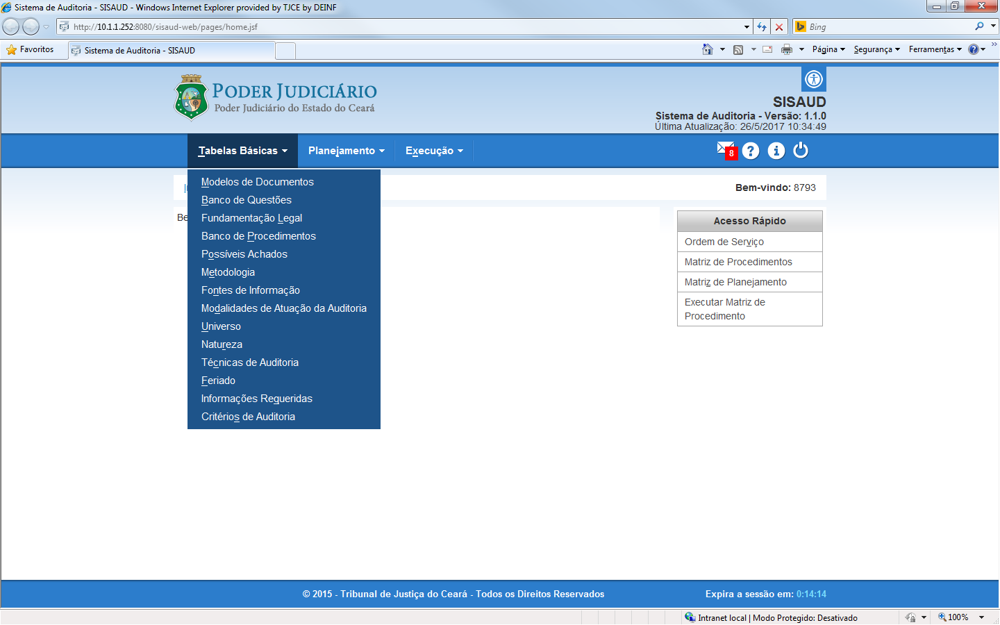 Sistema de Auditoria - SISAUD - Windows Internet Explorer provided by TJCE by DEINF
http://10.1.1.252:8080/sisaud-web/pages/home.jsf
Bing
Favoritos
Sistema de Auditoria - SISAUD
Página
Segurança
Ferramentas
PODER JUDICIÁRIO
Poder Judiciário do Estado do Ceará
SISAUD
Sistema de Auditoria - Versão: 1.1.0
Última Atualização: 26/5/2017 10:34:49
Tabelas Básicas
Planejamento
Execução
8
Modelos de Documentos
Banco de Questões
Fundamentação Legal
Banco de Procedimentos
Possíveis Achados
Metodologia
Fontes de Informação
Modalidades de Atuação da Auditoria
Universo
Natureza
Técnicas de Auditoria
Feriado
Informações Requeridas
Critérios de Auditoria
Bem-vindo: 8793
Be
Acesso Rápido
Ordem de Serviço
Matriz de Procedimentos
Matriz de Planejamento
Executar Matriz de
Procedimento
© 2015 - Tribunal de Justiça do Ceará - Todos os Direitos Reservados
Expira a sessão em: 0:14:14
Intranet local | Modo Protegido: Desativado
100%